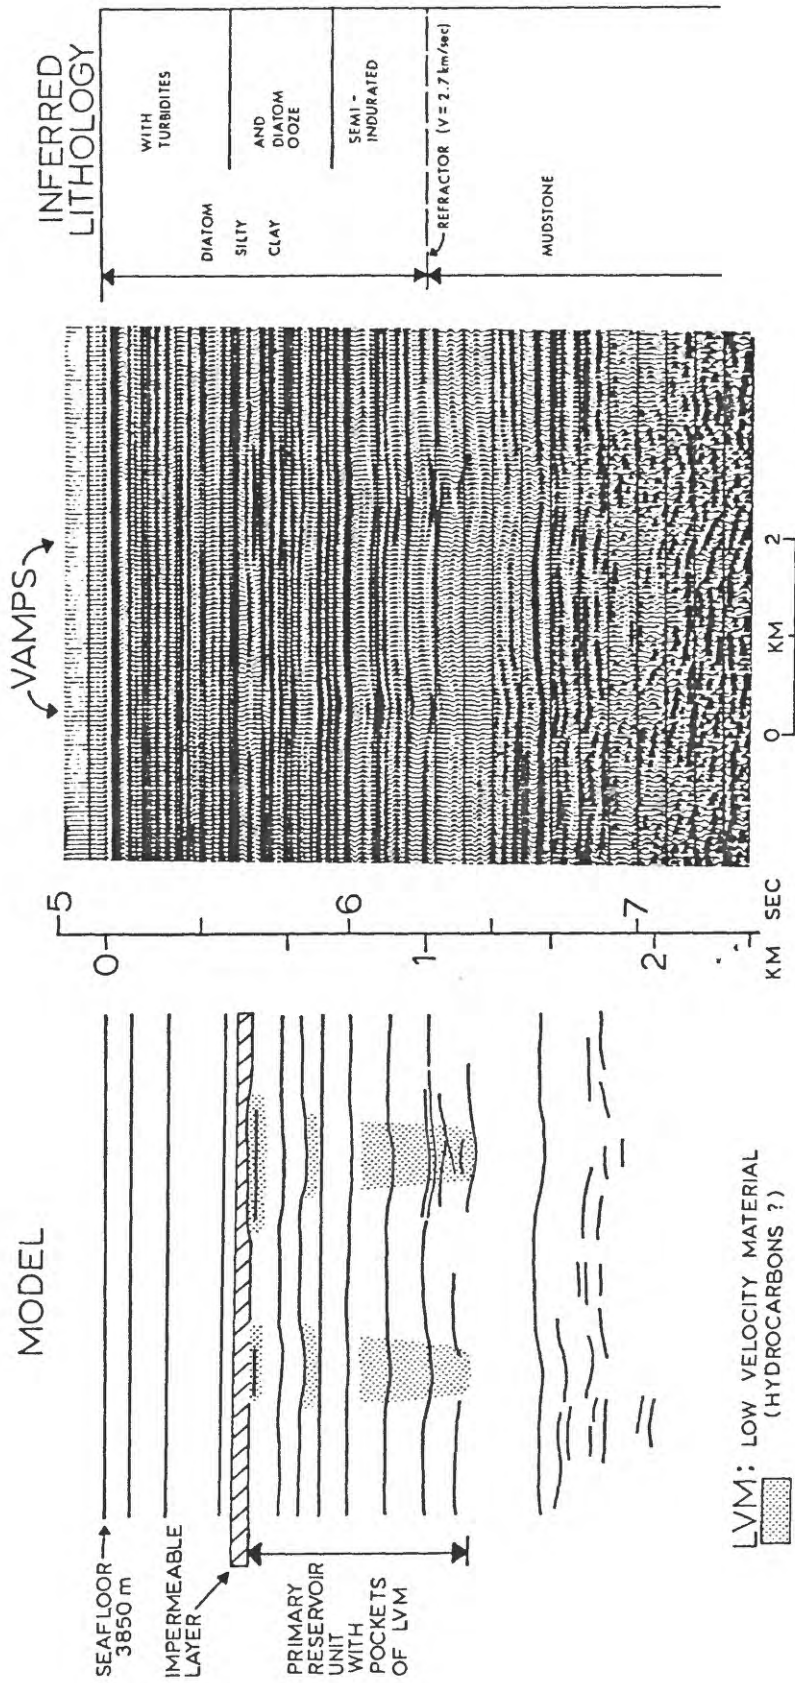 MODEL
SEAFLOOR
3850 m
IMPERMEABLE
LAYER
PRIMARY
RESERVOIR
UNIT
WITH
POCKETS
OF LVM
LVM: LOW VELOCITY MATERIAL
(HYDROCARBONS ?)
5
6
7
SEC
0
1
2
KM
VAMPS
0
KM
2
INFERRED
LITHOLOGY
DIATOM
SILTY
CLAY
WITH
TURBIDITES
AND
DIATOM
OOZE
SEMI-
INDURATED
REFRACTOR (V = 2.7 km/sec)
MUDSTONE